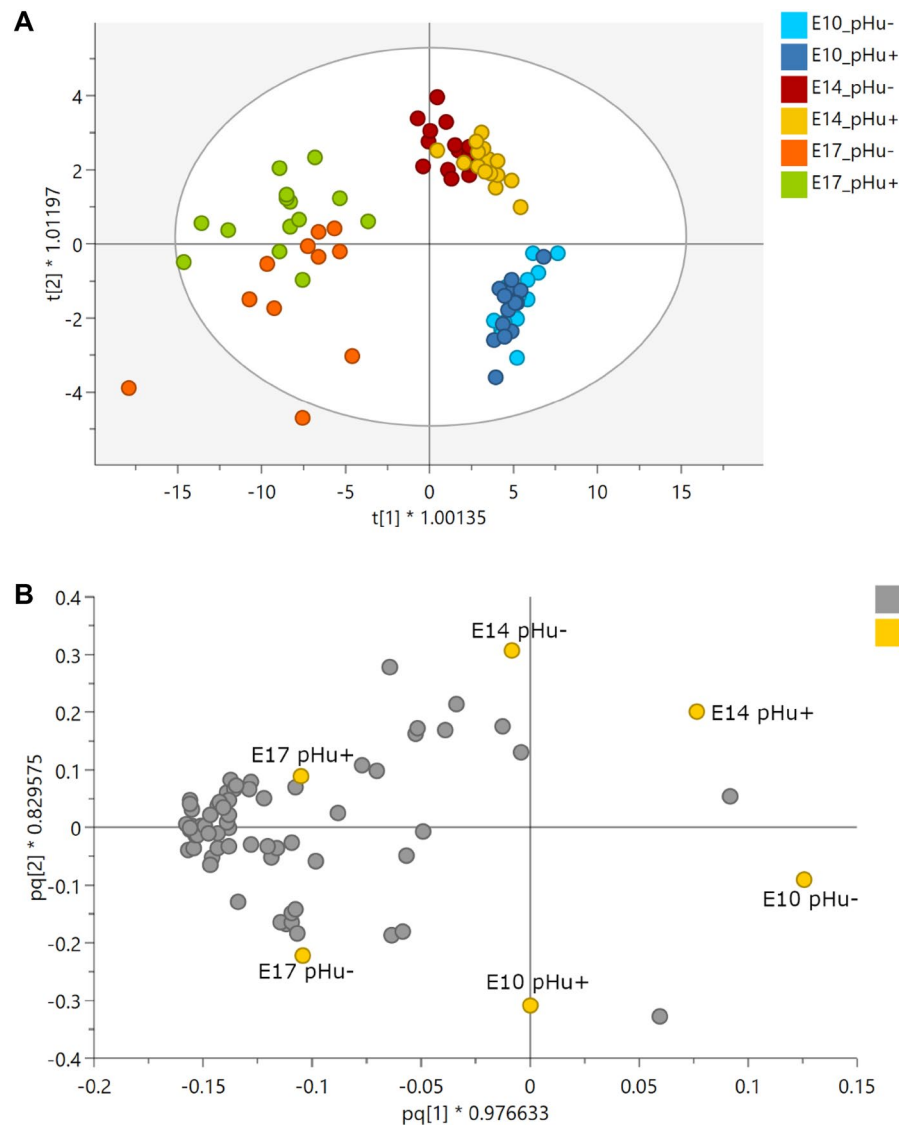 A
E10_pHu-
E10_pHu+
E14_pHu-
E14_pHu+
E17_pHu-
E17_pHu+
4
2
0
-2
-4
t[2] * 1.01197
-15 -10 -5 0 5 10 15
t[1] * 1.00135
B
0.4
0.3
0.2
0.1
0
-0.1
-0.2
-0.3
-0.4
pq[2] * 0.829575
E14 pHu-
E14 pHu+
E17 pHu+
E10 pHu-
E17 pHu-
E10 pHu+
-0.2 -0.15 -0.1 -0.05 0 0.05 0.1 0.15
pq[1] * 0.976633